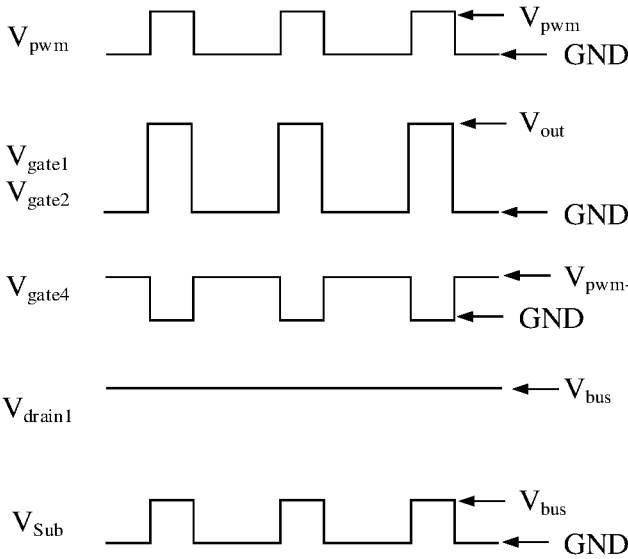 Vpwm
Vpwm
GND
Vgate1
Vgate2
Vout
GND
Vgate4
Vpwm-
GND
Vdrain1
Vbus
VSub
Vbus
GND